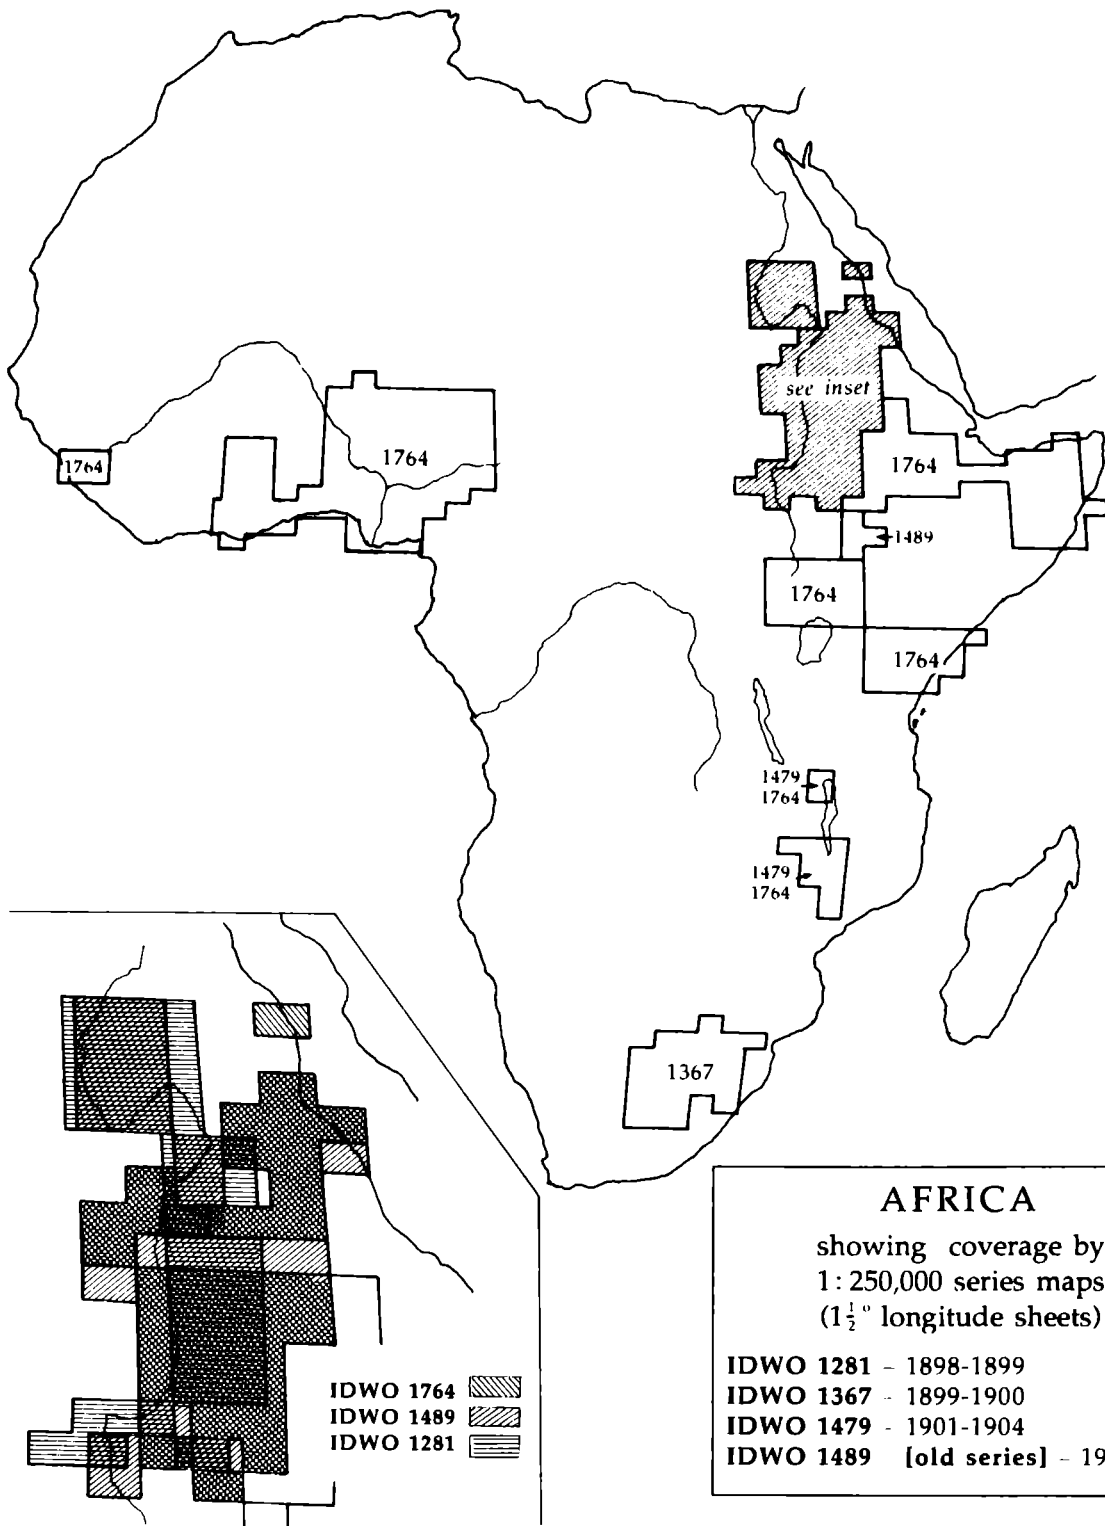 see inset
1764
1764
1764
1489
1764
1764
1479
1764
1479
1764
1367
IDWO 1764
IDWO 1489
IDWO 1281
AFRICA
showing coverage by
1:250,000 series maps
(1½° longitude sheets)
IDWO 1281 - 1898-1899
IDWO 1367 - 1899-1900
IDWO 1479 - 1901-1904
IDWO 1489 [old series] - 19